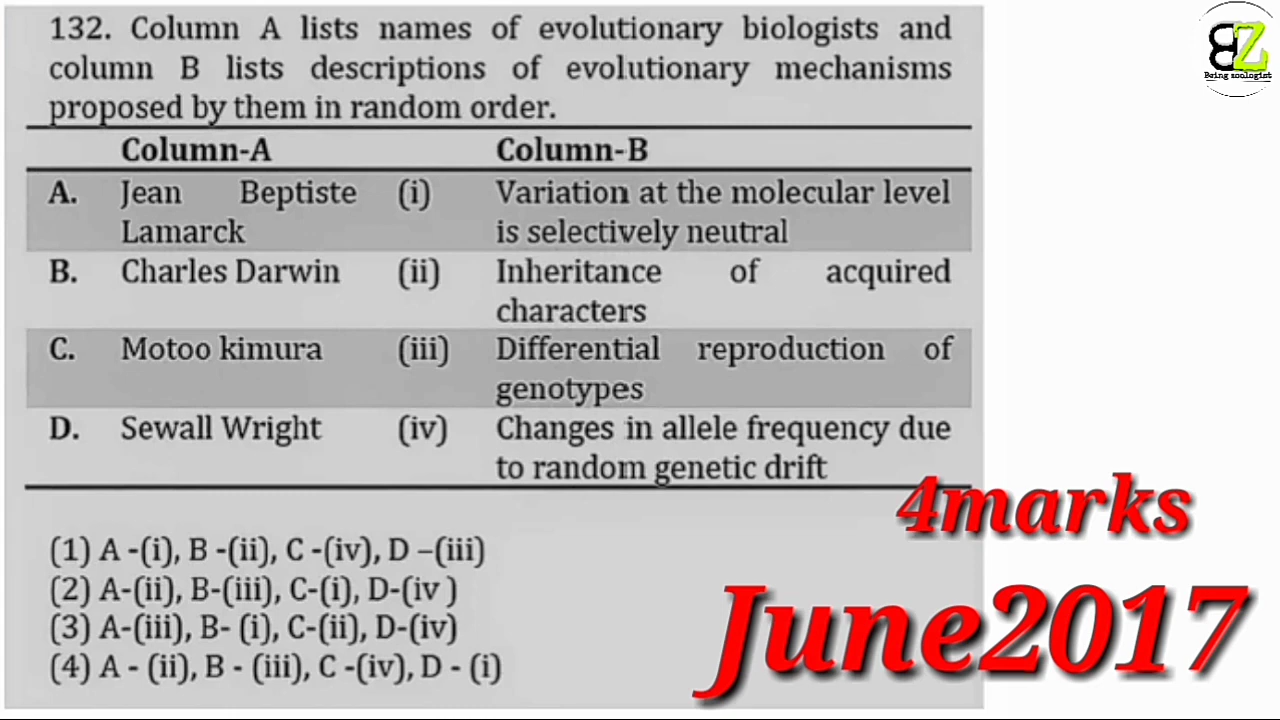 132. Column A lists names of evolutionary biologists and
column B lists descriptions of evolutionary mechanisms
proposed by them in random order.
Column-A Column-B
A. Jean Beptiste (i) Variation at the molecular level
Lamarck is selectively neutral
B. Charles Darwin (ii) Inheritance of acquired
characters
C. Motoo kimura (iii) Differential reproduction of
genotypes
D. Sewall Wright (iv) Changes in allele frequency due
to random genetic drift
(1) A -(i), B -(ii), C -(iv), D –(iii)
(2) A-(ii), B-(iii), C-(i), D-(iv )
(3) A-(iii), B- (i), C-(ii), D-(iv)
(4) A - (ii), B - (iii), C -(iv), D - (i)
4marks
June2017
BZ
Being zoologist